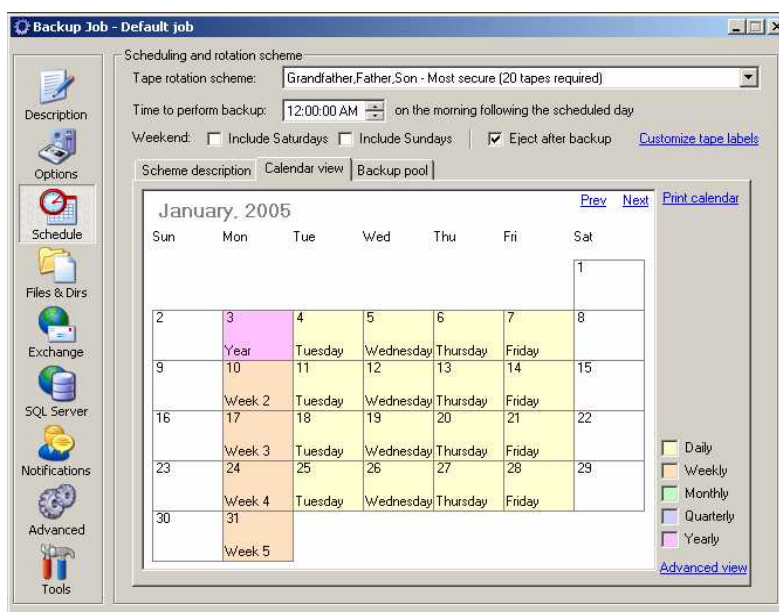 Backup Job - Default job
Description
Options
Schedule
Files & Dirs
Exchange
SQL Server
Notifications
Advanced
Tools
Scheduling and rotation scheme
Tape rotation scheme: Grandfather,Father,Son - Most secure (20 tapes required)
Time to perform backup: 12:00:00 AM on the morning following the scheduled day
Weekend: Include Saturdays Include Sundays Eject after backup Customize tape labels
Scheme description Calendar view Backup pool
January, 2005 Prev Next Print calendar
Sun Mon Tue Wed Thu Fri Sat
1
2 3 4 5 6 7 8
Year Tuesday Wednesday Thursday Friday
9 10 11 12 13 14 15
Week 2 Tuesday Wednesday Thursday Friday
16 17 18 19 20 21 22
Week 3 Tuesday Wednesday Thursday Friday
23 24 25 26 27 28 29
Week 4 Tuesday Wednesday Thursday Friday
30 31
Week 5
Daily
Weekly
Monthly
Quarterly
Yearly
Advanced view